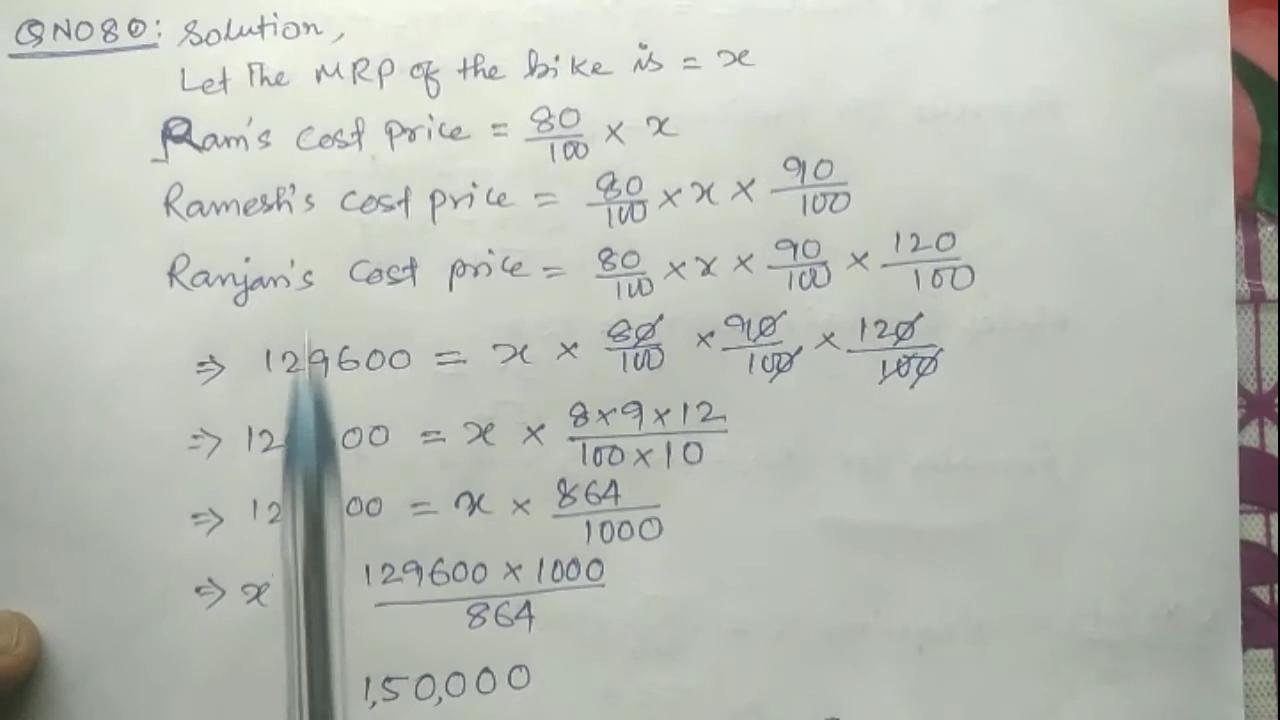 QNO80: Solution,
Let The MRP of the bike is = x
Ram's cost price = 80/100 × x
Ramesh's cost price = 80/100 × x × 90/100
Ranjan's cost price = 80/100 × x × 90/100 × 120/100
⇒ 129600 = x × 80/100 × 90/100 × 120/100
⇒ 12 00 = x × 8×9×12/100×10
⇒ 12 00 = x × 864/1000
⇒ x 129600 × 1000/864
1,50,000